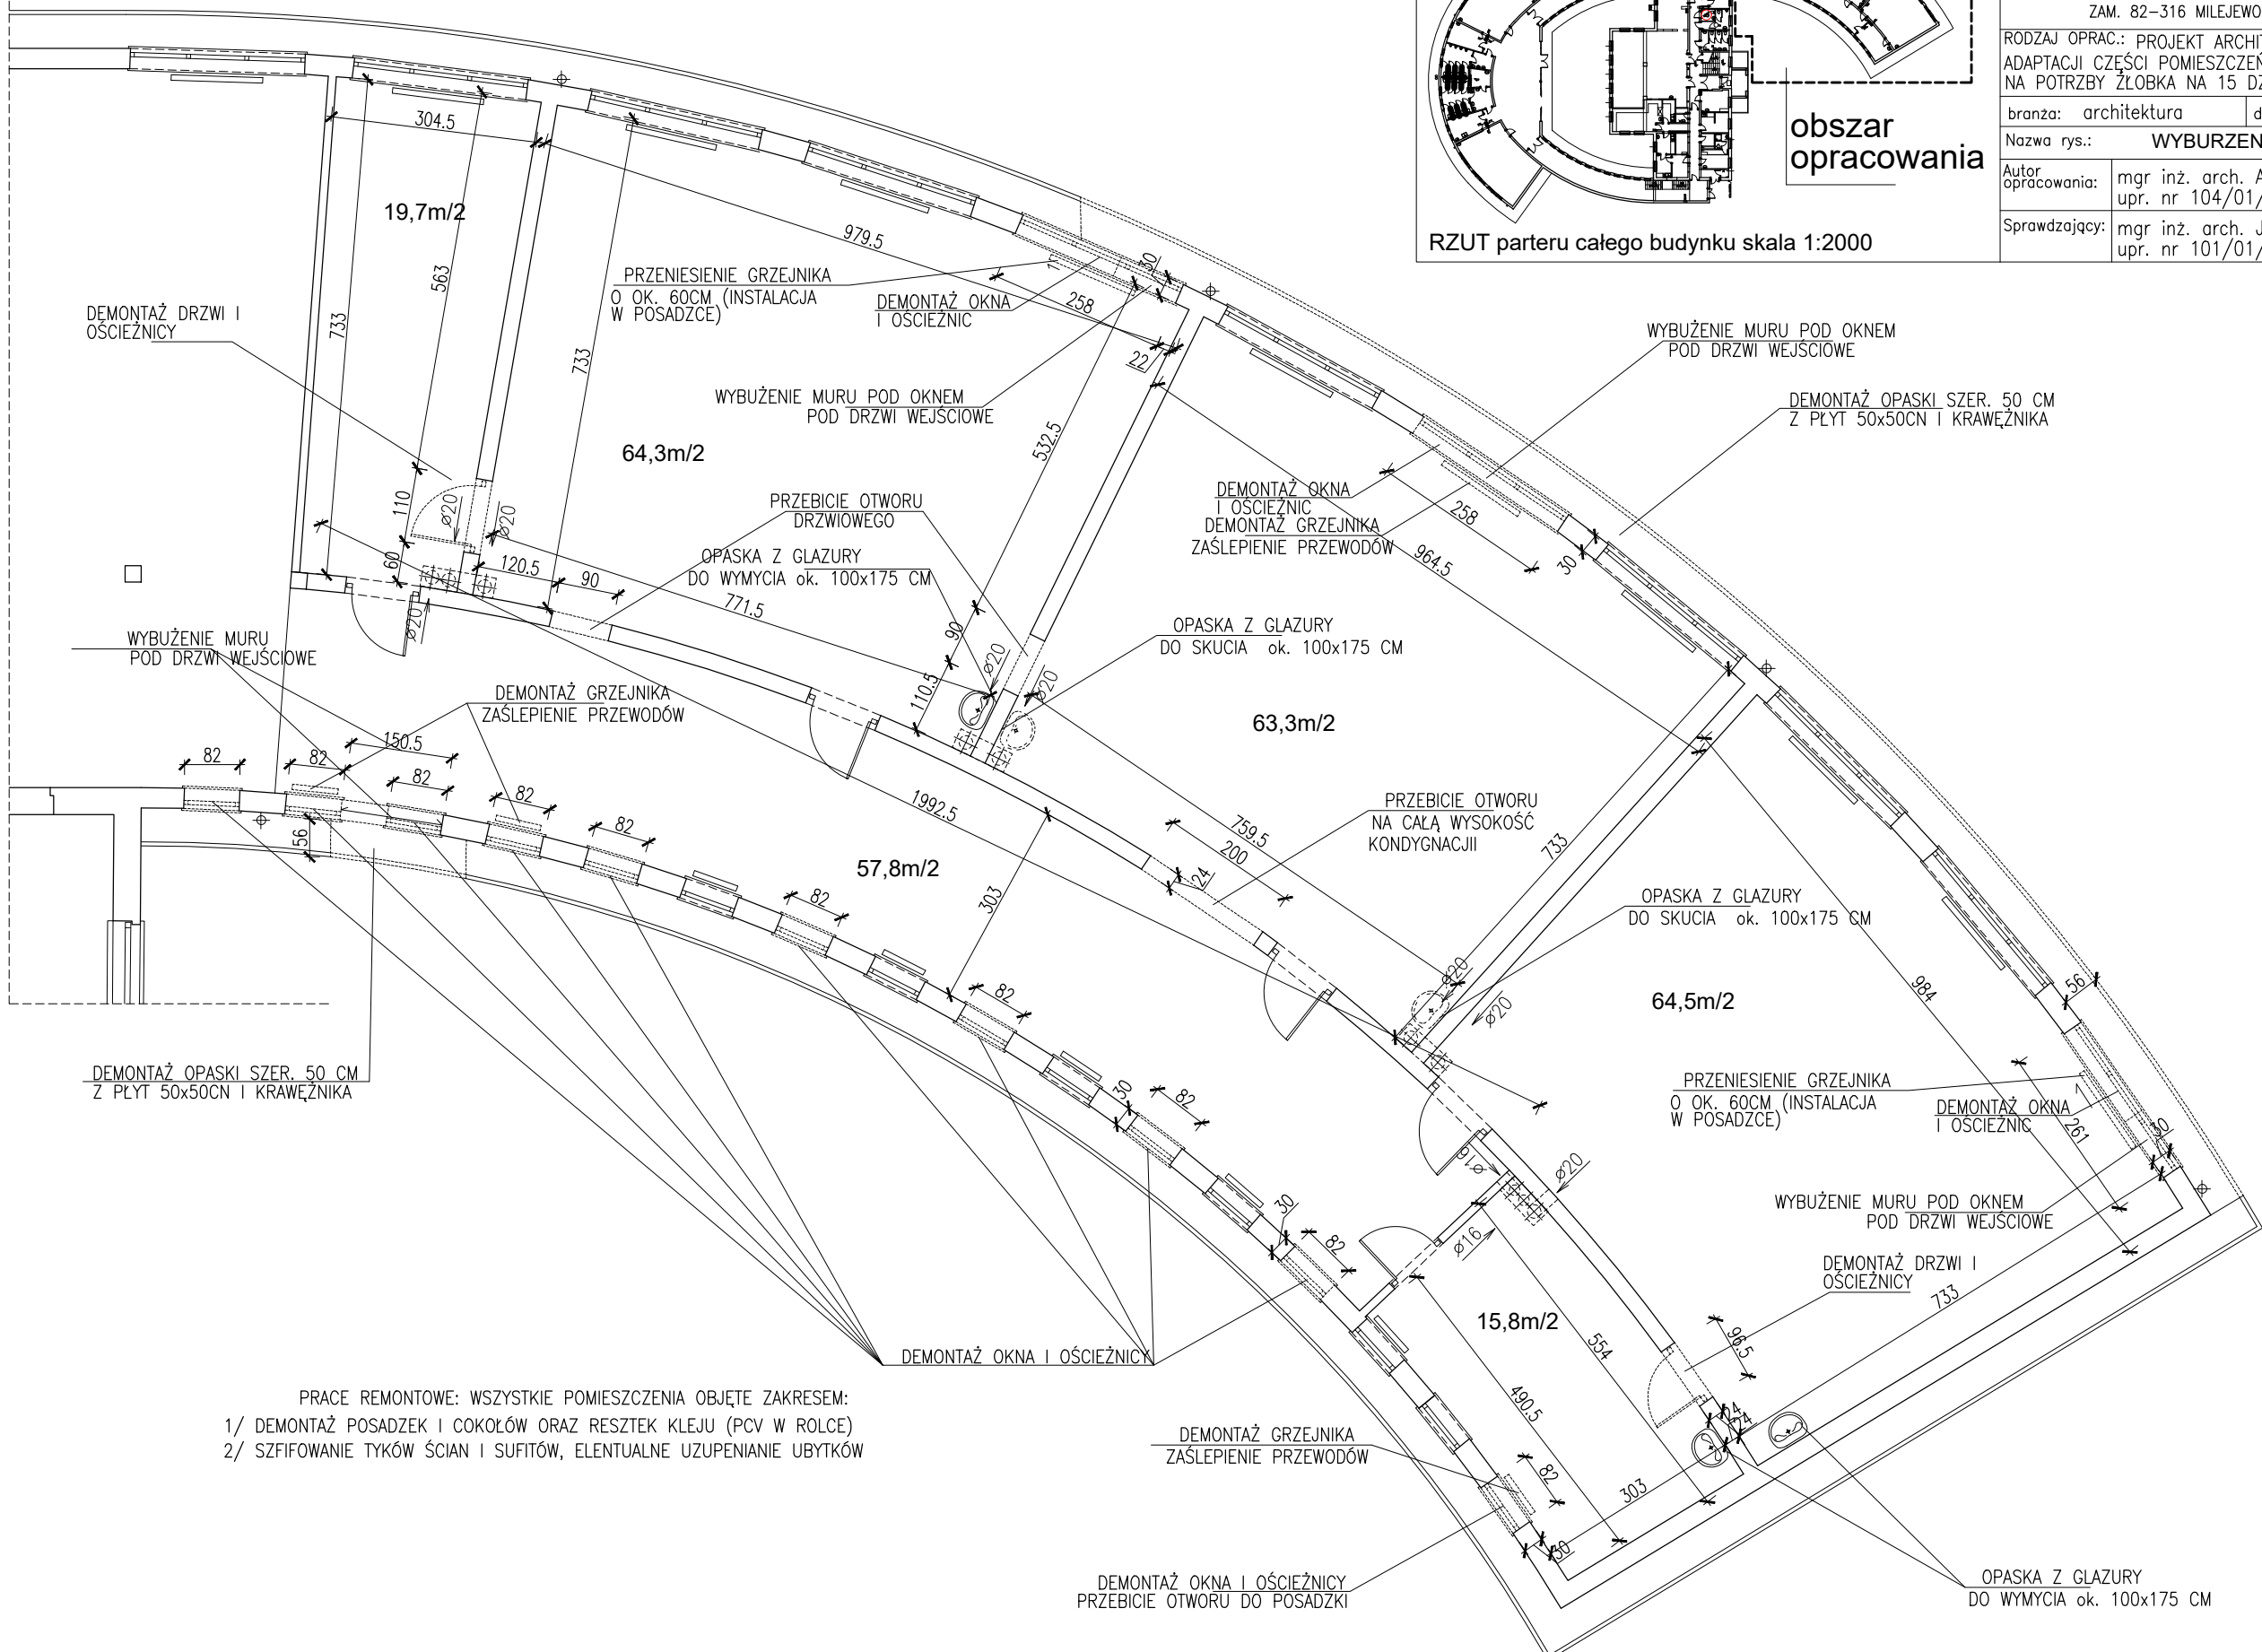 ZAM. 82-316 MILEJEWO
RODZAJ OPRAC.: PROJEKT
ADAPTACJI CZĘŚCI
NA POTRZBY ŻŁOBKA NA 15
branża: architektura
Nazwa rys.:
Autor
opracowania:
mgr inż. arch. A
upr. nr 104/01/
Sprawdzający:
mgr inż. arch. J
upr. nr 101/01/
obszar
opracowania
RZUT parteru całego budynku skala 1:2000
304.5
19,7m/2
563
733
110
60
979.5
PRZENIESIENIE GRZEJNIKA
O OK. 60CM (INSTALACJA
W POSADZCE)
DEMONTAŻ OKNA
I OŚCIEŻNIC
30
258
22
DEMONTAŻ DRZWI I
OŚCIEŻNICY
733
WYBUŻENIE MURU POD OKNEM
POD DRZWI WEJŚCIOWE
64,3m/2
532.5
WYBUŻENIE MURU POD OKNEM
POD DRZWI WEJŚCIOWE
DEMONTAŻ OPASKI SZER. 50 CM
Z PŁYT 50x50CN I KRAWĘŻNIKA
PRZEBICIE OTWORU
DRZWIOWEGO
DEMONTAŻ OKNA
I OŚCIEŻNIC
DEMONTAŻ GRZEJNIKA
ZAŚLEPIENIE PRZEWODÓW
258
964.5
30
ø20
ø20
ø20
120.5
90
OPASKA Z GLAZURY
DO WYMYCIA ok. 100x175 CM
771.5
90
110.5
ø20
ø20
OPASKA Z GLAZURY
DO SKUCIA ok. 100x175 CM
WYBUŻENIE MURU
POD DRZWI WEJŚCIOWE
DEMONTAŻ GRZEJNIKA
ZAŚLEPIENIE PRZEWODÓW
63,3m/2
82
82
150.5
82
82
82
82
82
82
82
56
1992.5
57,8m/2
303
759.5
200
24
PRZEBICIE OTWORU
NA CAŁĄ WYSOKOŚĆ
KONDYGNACJII
733
OPASKA Z GLAZURY
DO SKUCIA ok. 100x175 CM
ø20
ø20
64,5m/2
984
56
DEMONTAŻ OPASKI SZER. 50 CM
Z PŁYT 50x50CN I KRAWĘŻNIKA
PRZENIESIENIE GRZEJNIKA
O OK. 60CM (INSTALACJA
W POSADZCE)
DEMONTAŻ OKNA
I OŚCIEŻNIC
261
30
30
30
ø16
ø20
ø16
WYBUŻENIE MURU POD OKNEM
POD DRZWI WEJŚCIOWE
DEMONTAŻ DRZWI I
OŚCIEŻNICY
733
15,8m/2
554
490.5
96.5
24
24
DEMONTAŻ OKNA I OŚCIEŻNICY
PRACE REMONTOWE: WSZYSTKIE POMIESZCZENIA OBJĘTE ZAKRESEM:
1/ DEMONTAŻ POSADZEK I COKOŁÓW ORAZ RESZTEK KLEJU (PCV W ROLCE)
2/ SZFIFOWANIE TYKÓW ŚCIAN I SUFITÓW, ELENTUALNE UZUPENIANIE UBYTKÓW
DEMONTAŻ GRZEJNIKA
ZAŚLEPIENIE PRZEWODÓW
82
303
30
DEMONTAŻ OKNA I OŚCIEŻNICY
PRZEBICIE OTWORU DO POSADZKI
OPASKA Z GLAZURY
DO WYMYCIA ok. 100x175 CM